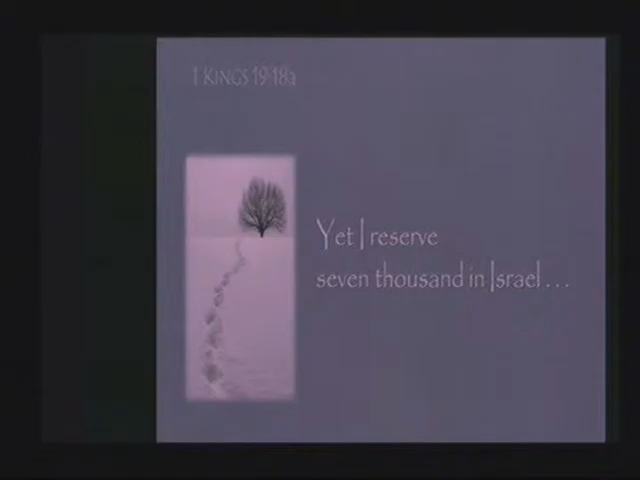 1 KINGS 19:18a
Yet I reserve
seven thousand in Israel . . .